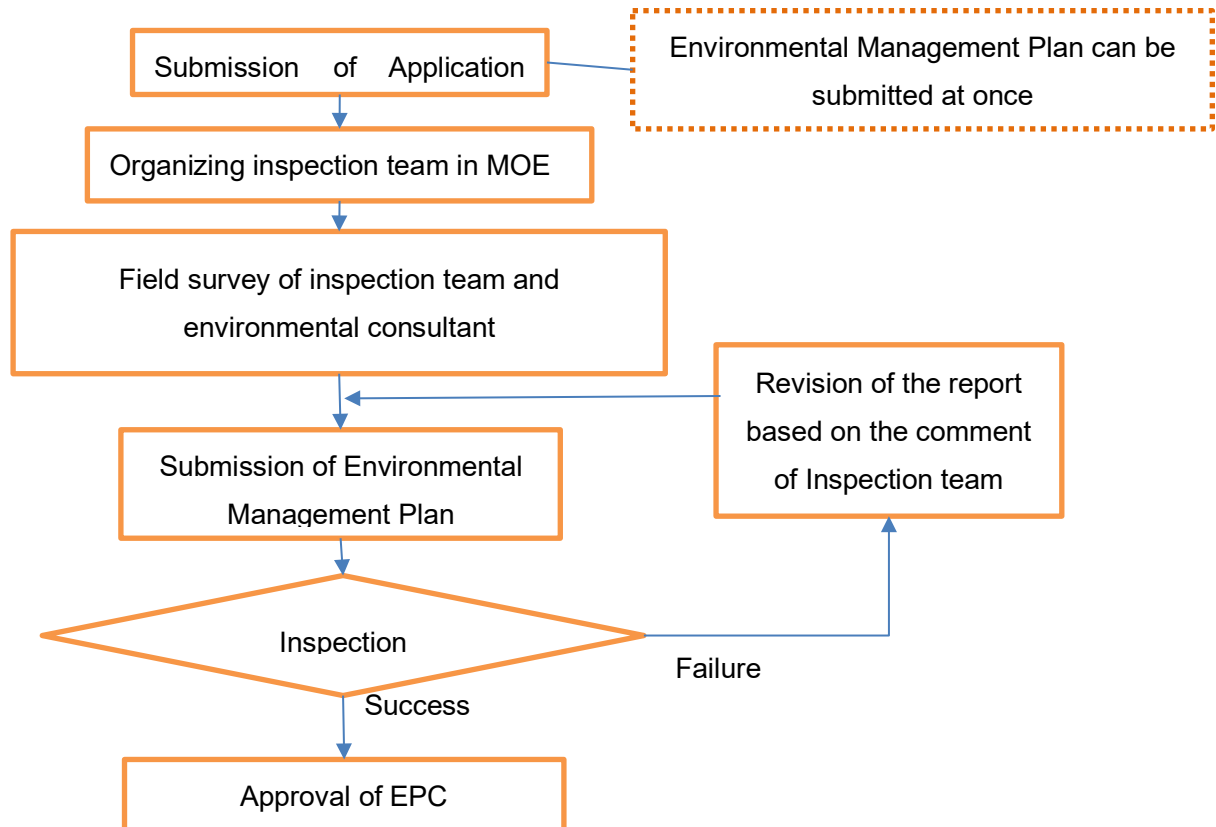 Submission of Application
Environmental Management Plan can be
submitted at once
Organizing inspection team in MOE
Field survey of inspection team and
environmental consultant
Revision of the report
based on the comment
of Inspection team
Submission of Environmental
Management Plan
Inspection
Failure
Success
Approval of EPC